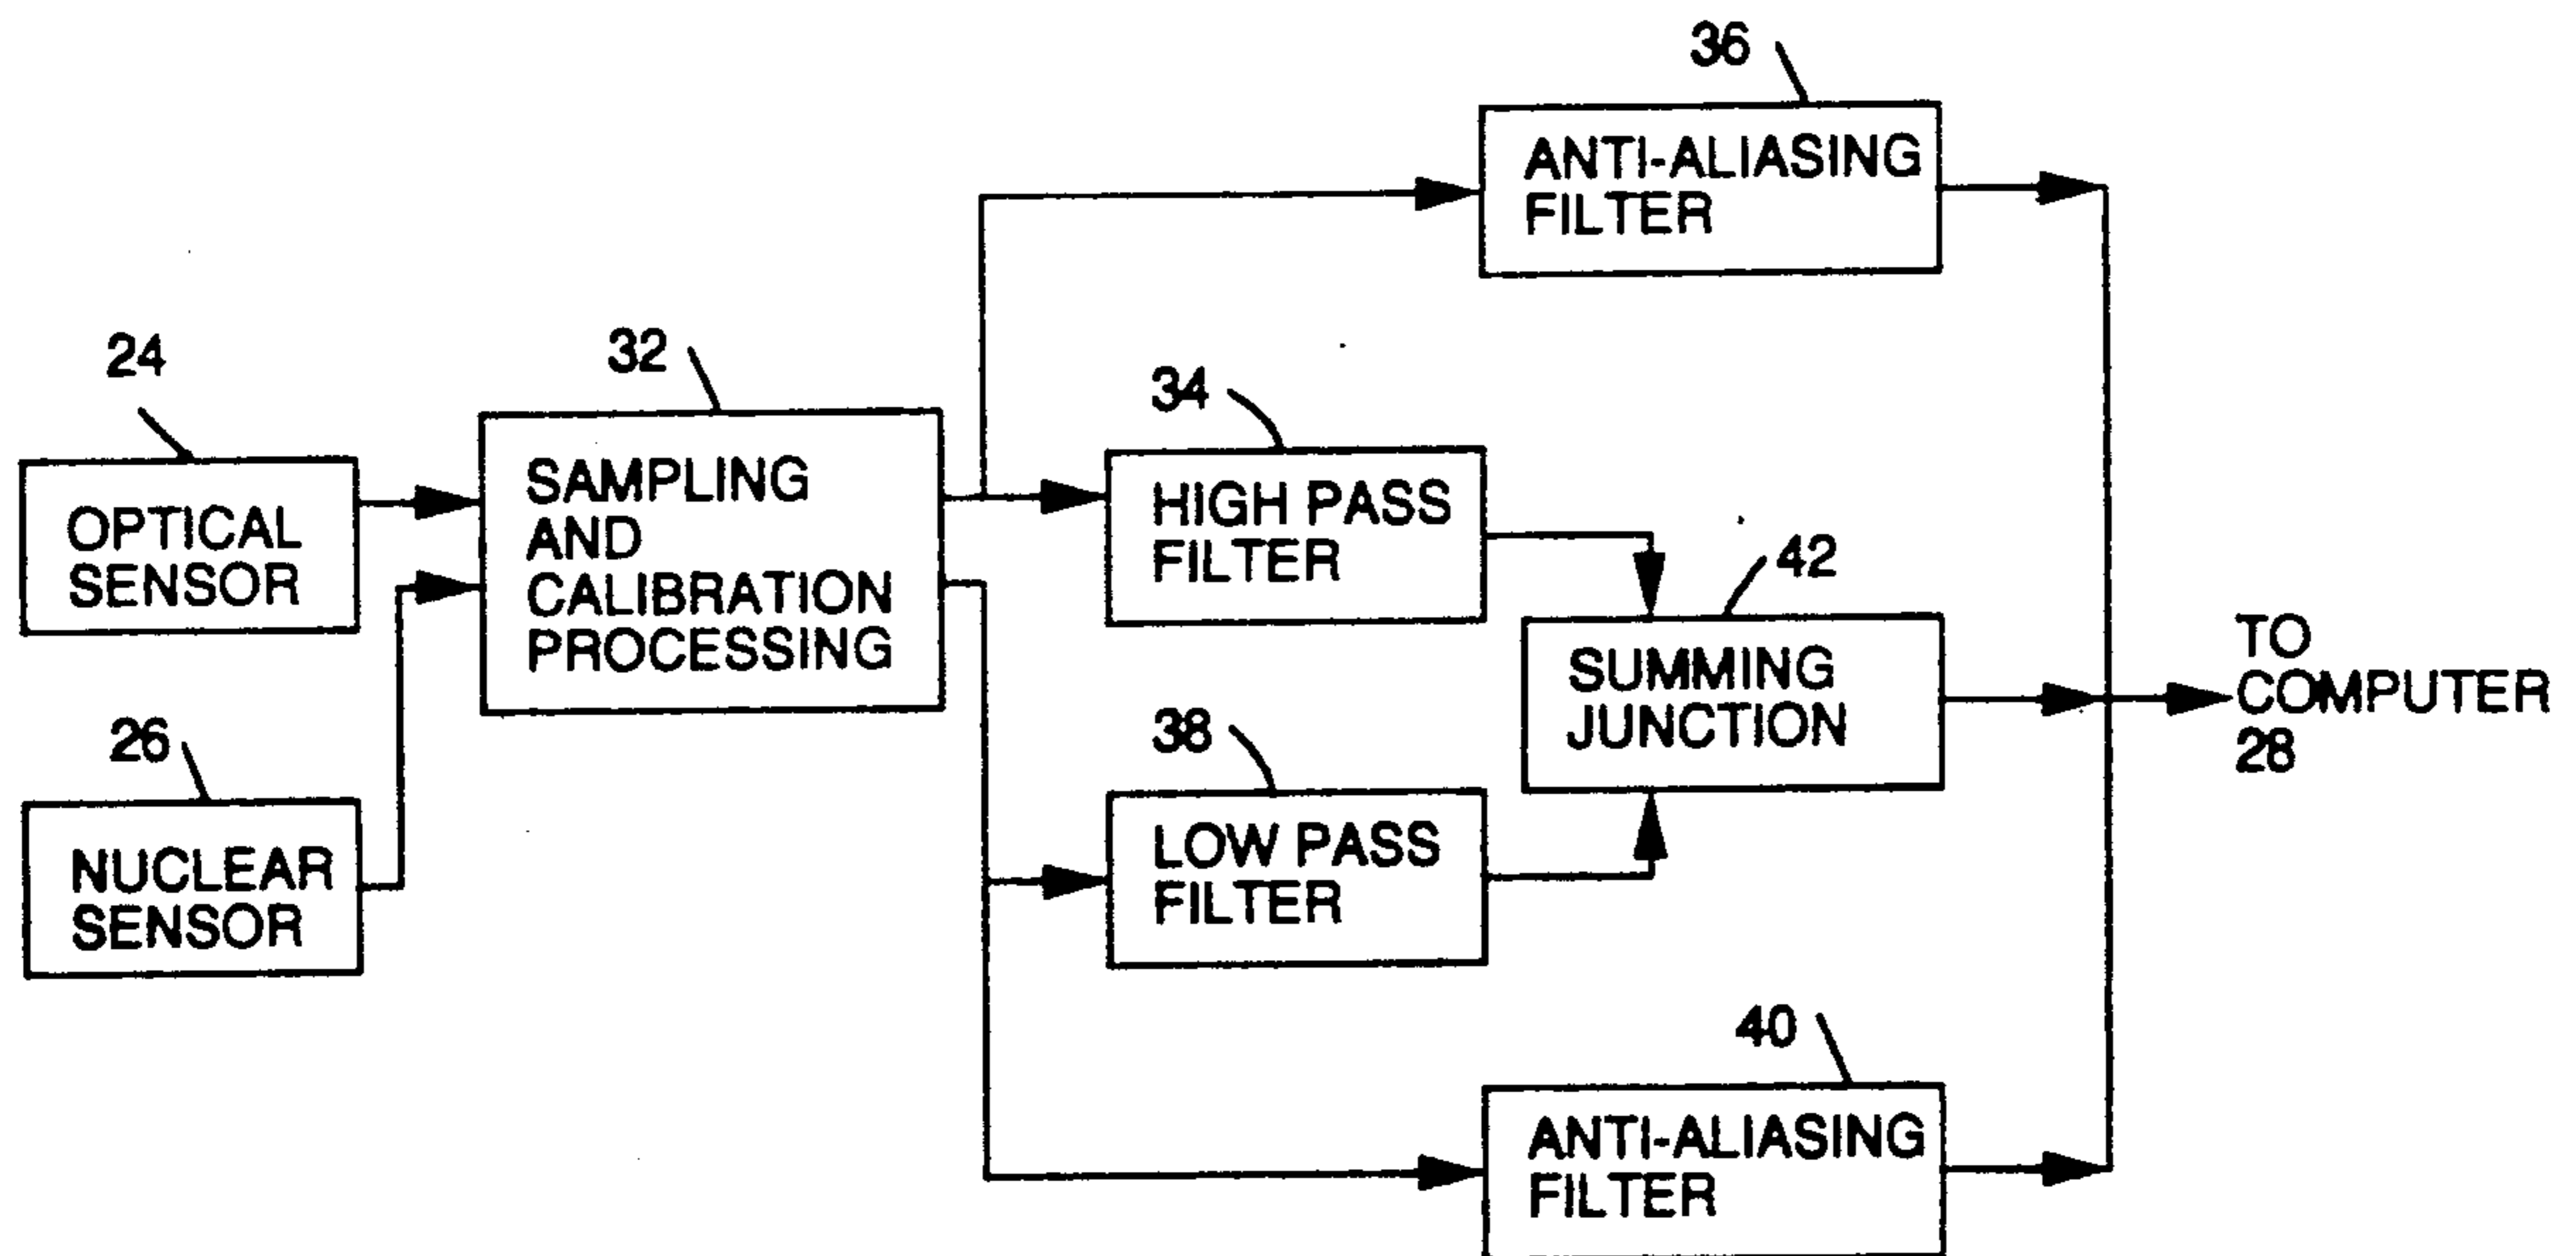 36
ANTI-ALIASING
FILTER
24
OPTICAL
SENSOR
32
SAMPLING
AND
CALIBRATION
PROCESSING
34
HIGH PASS
FILTER
42
SUMMING
JUNCTION
TO
COMPUTER
28
26
NUCLEAR
SENSOR
38
LOW PASS
FILTER
40
ANTI-ALIASING
FILTER